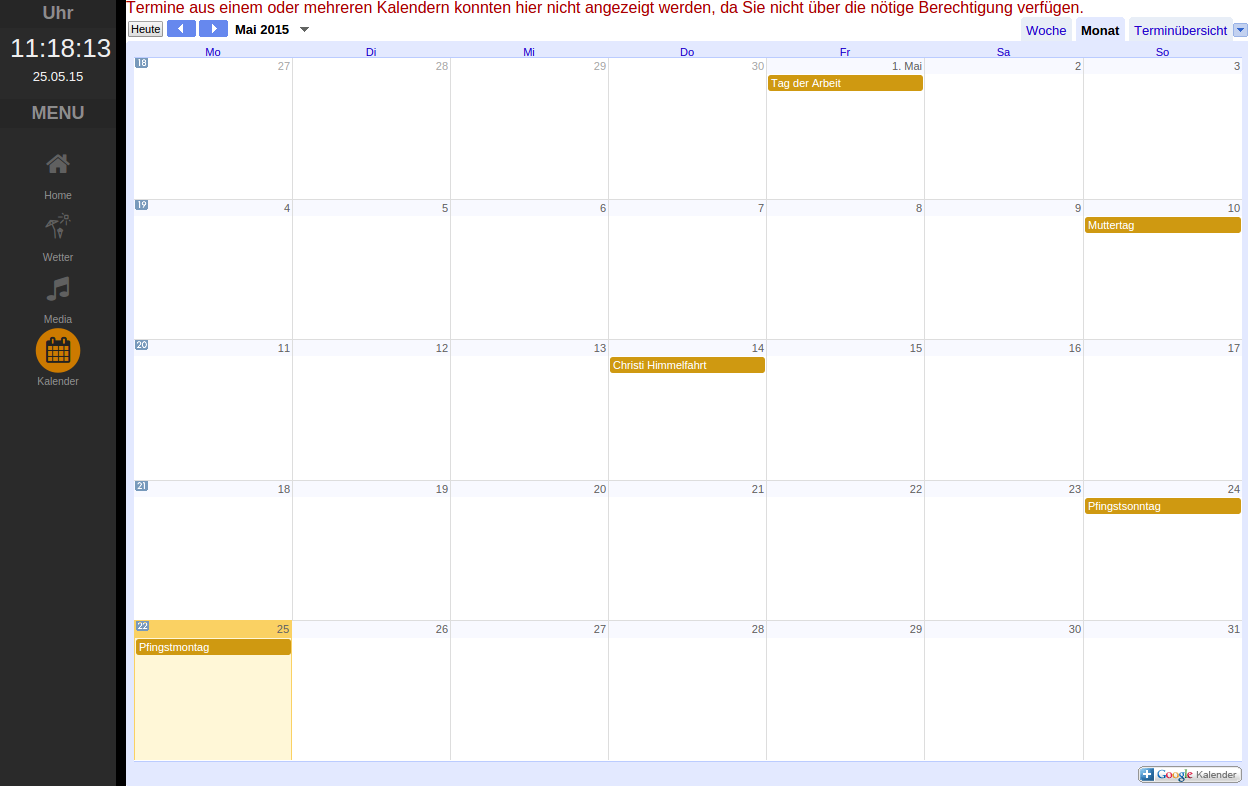 Uhr
11:18:13
25.05.15
MENU
Home
Wetter
Media
Kalender
Termine aus einem oder mehreren Kalendern konnten hier nicht angezeigt werden, da Sie nicht über die nötige Berechtigung verfügen.
Heute Mai 2015 Woche Monat Terminübersicht
Mo Di Mi Do Fr Sa So
18 27 28 29 30 1. Mai 2 3
Tag der Arbeit
19 4 5 6 7 8 9 10
Muttertag
20 11 12 13 14 15 16 17
Christi Himmelfahrt
21 18 19 20 21 22 23 24
Pfingstsonntag
22 25 26 27 28 29 30 31
Pfingstmontag
Google Kalender